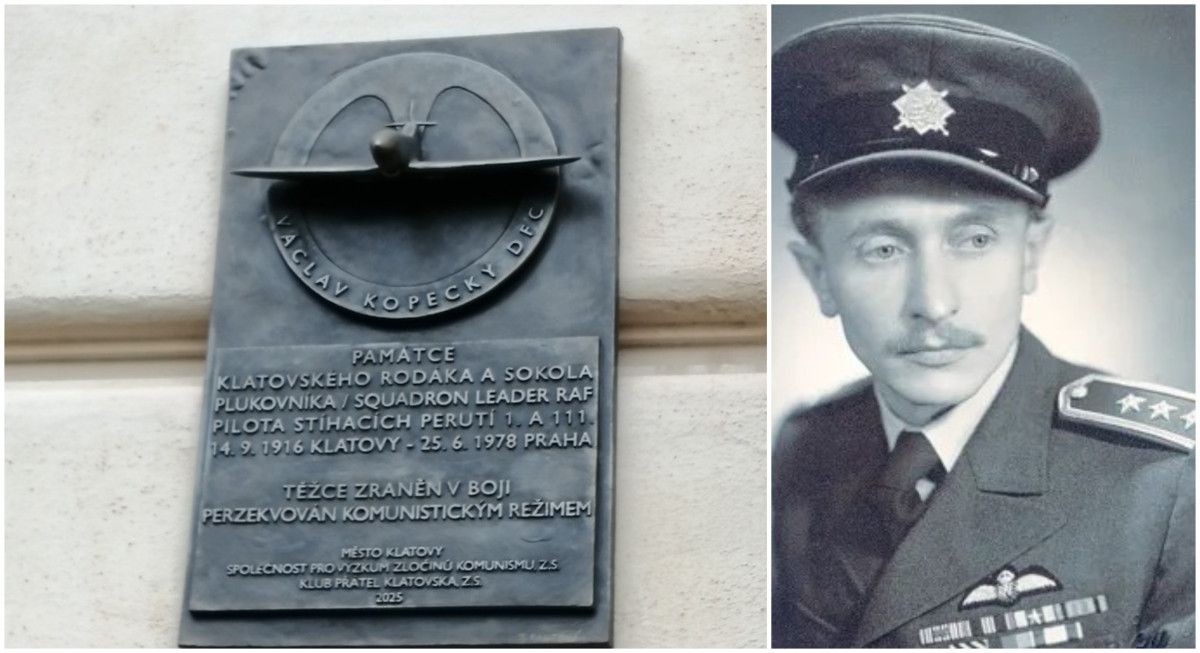 VÁCLAV KOPECKÝ DFC
PAMÁTCE
KLATOVSKÉHO RODÁKA A SOKOLA
PLUKOVNÍKA / SQUADRON LEADER RAF
PILOTA STÍHACÍCH PERUTÍ 1. A 111.
14. 9. 1916 KLATOVY - 25. 6. 1978 PRAHA
TĚŽCE ZRANĚN V BOJI
PERZEKVOVÁN KOMUNISTICKÝM REŽIMEM
MĚSTO KLATOVY
SPOLEČNOST PRO VÝZKUM ZLOČINŮ KOMUNISMU, Z.S.
KLUB PŘÁTEL KLATOVSKA, Z.S.
2025